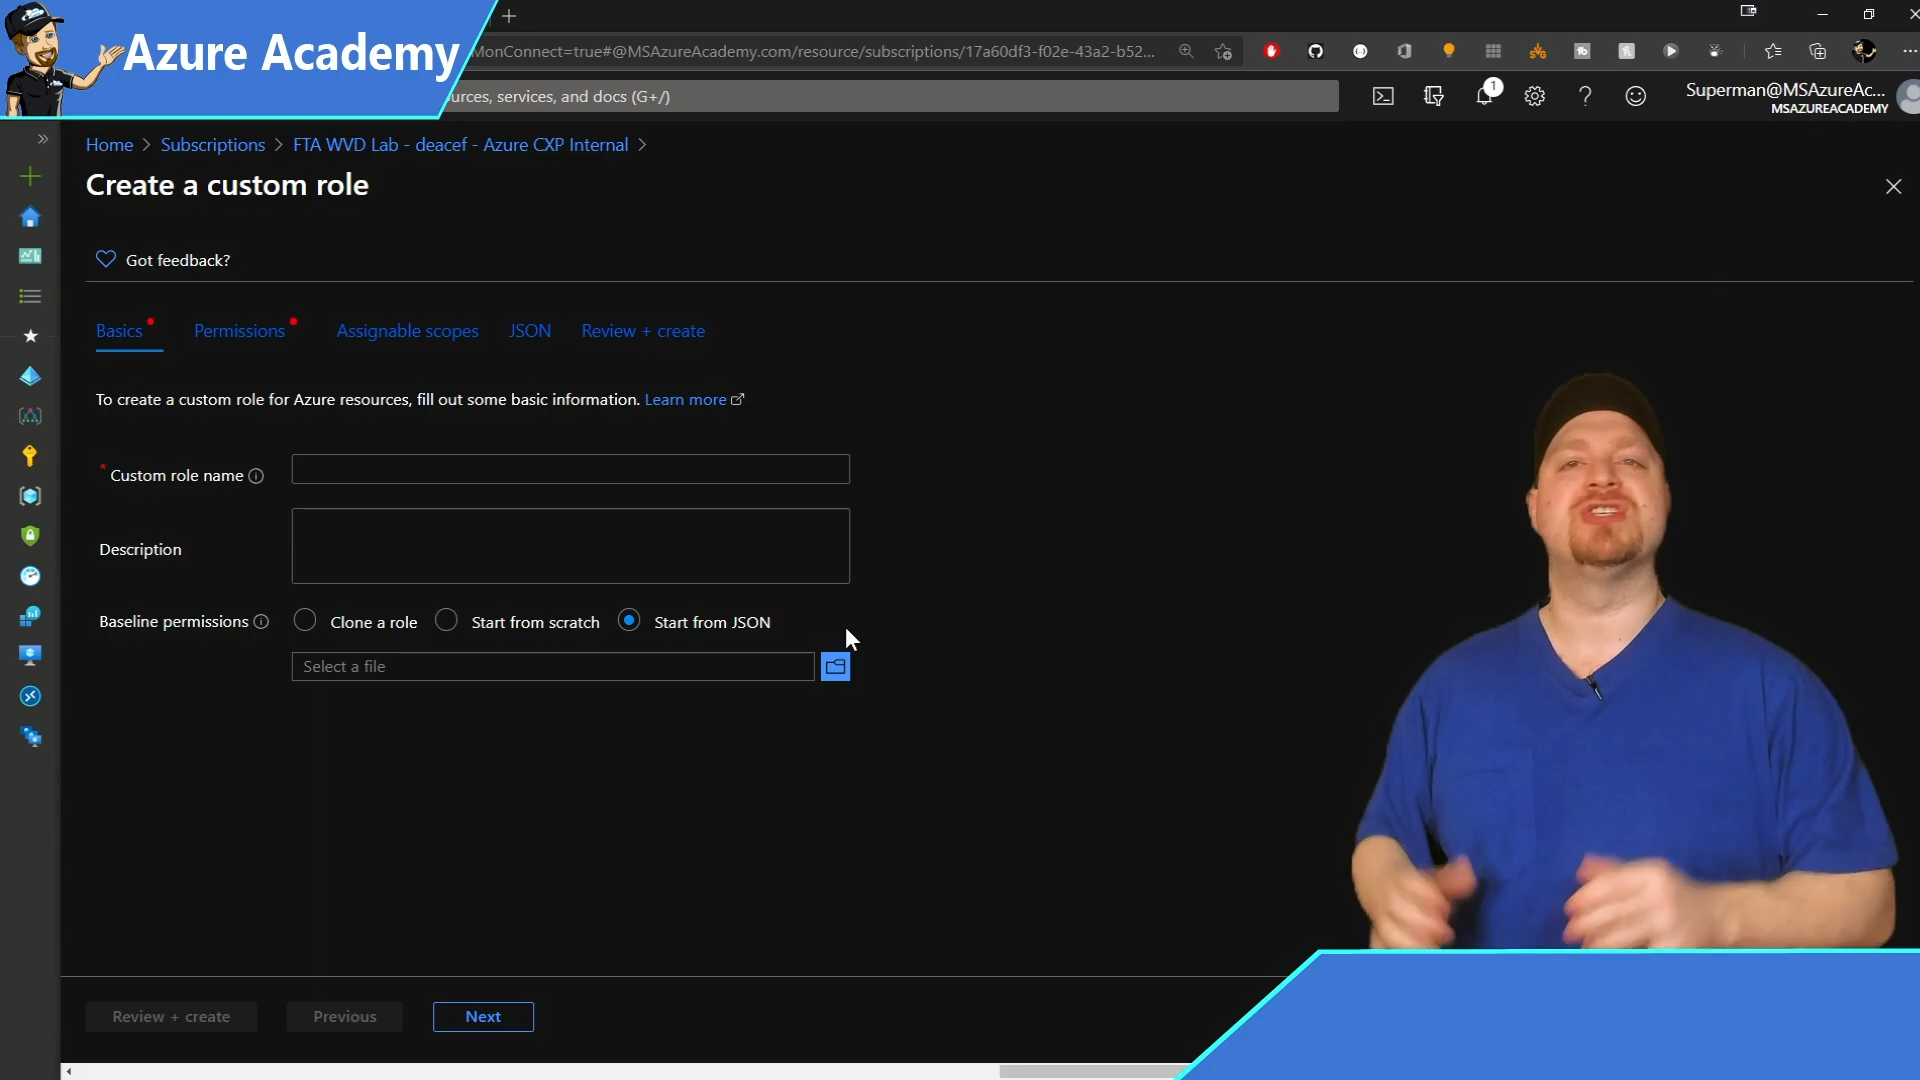 Azure Academy
MonConnect=true#@MSAzureAcademy.com/resource/subscriptions/17a60df3-f02e-43a2-b52...
urces, services, and docs (G+/)
1
Superman@MSAzureAc...
MSAZUREACADEMY
Home > Subscriptions > FTA WVD Lab - deacef - Azure CXP Internal >
Create a custom role
Got feedback?
Basics Permissions Assignable scopes JSON Review + create
To create a custom role for Azure resources, fill out some basic information. Learn more
* Custom role name
Description
Baseline permissions Clone a role Start from scratch Start from JSON
Select a file
Review + create Previous Next